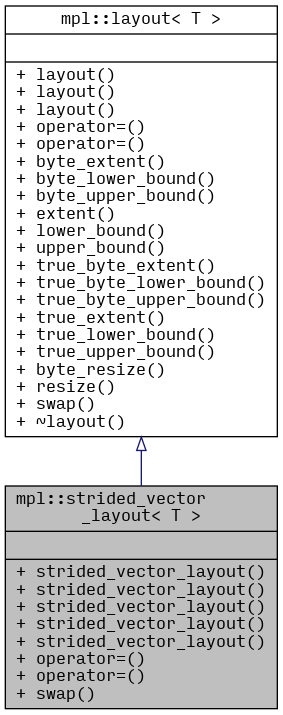 mpl::layout< T >
+ layout()
+ layout()
+ layout()
+ operator=()
+ operator=()
+ byte_extent()
+ byte_lower_bound()
+ byte_upper_bound()
+ extent()
+ lower_bound()
+ upper_bound()
+ true_byte_extent()
+ true_byte_lower_bound()
+ true_byte_upper_bound()
+ true_extent()
+ true_lower_bound()
+ true_upper_bound()
+ byte_resize()
+ resize()
+ swap()
+ ~layout()
mpl::strided_vector
_layout< T >
+ strided_vector_layout()
+ strided_vector_layout()
+ strided_vector_layout()
+ strided_vector_layout()
+ strided_vector_layout()
+ operator=()
+ operator=()
+ swap()